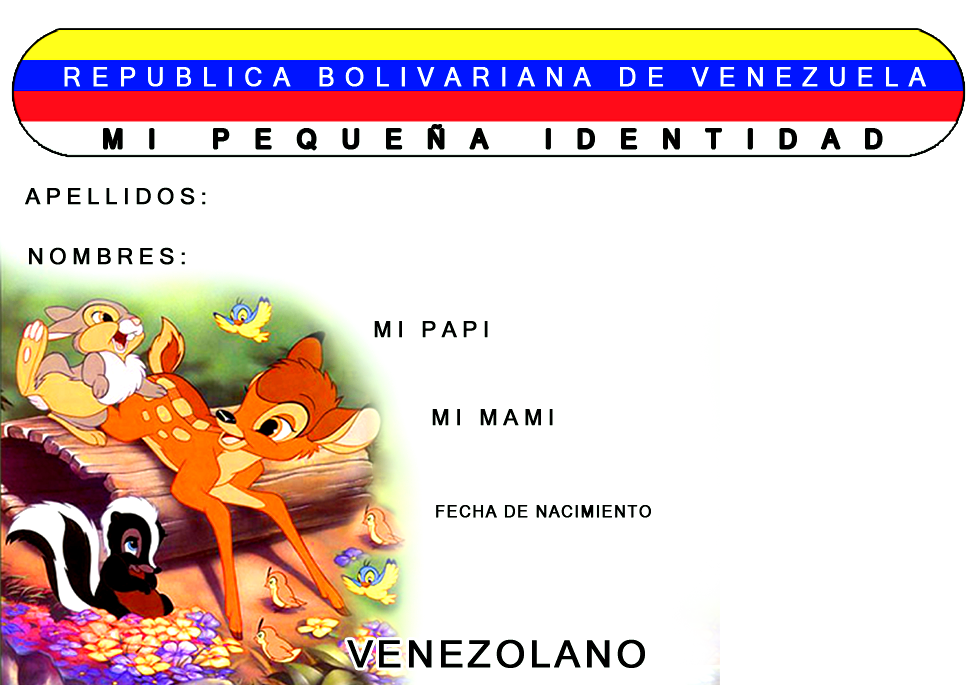 REPUBLICA BOLIVARIANA DE VENEZUELA
MI PEQUEÑA IDENTIDAD
APELLIDOS:
NOMBRES:
MI PAPI
MI MAMI
FECHA DE NACIMIENTO
VENEZOLANO